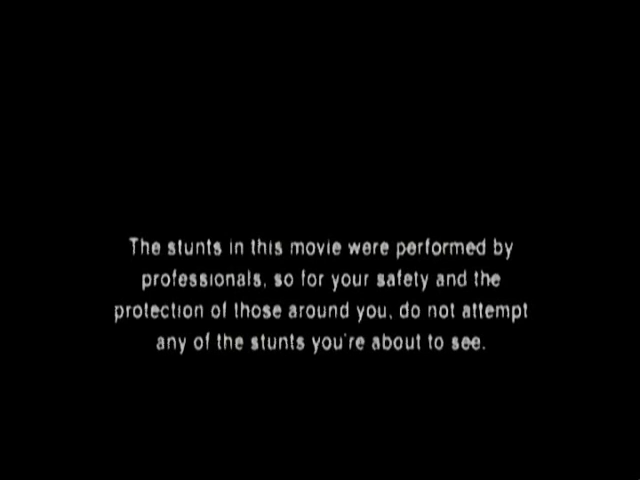 The stunts in this movie were performed by
professionals, so for your safety and the
protection of those around you, do not attempt
any of the stunts you're about to see.